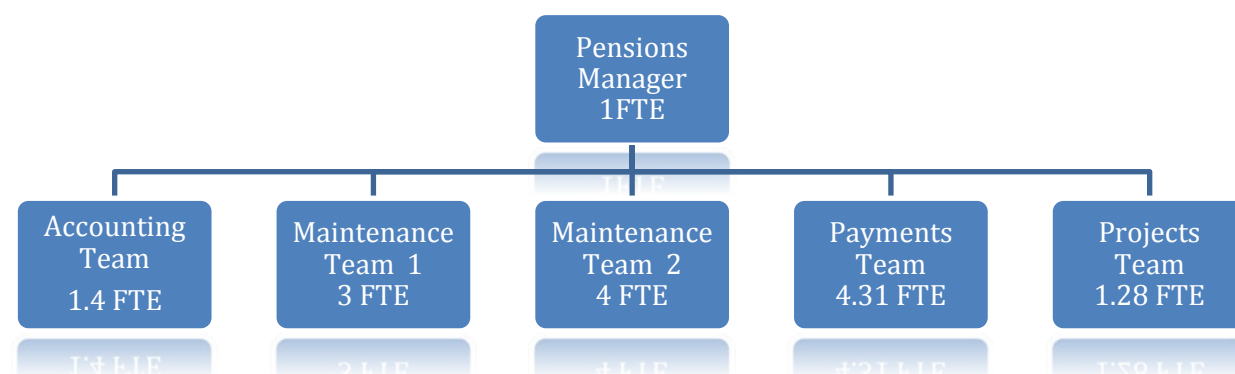 Pensions
Manager
1FTE
Accounting
Team
1.4 FTE
Maintenance
Team 1
3 FTE
Maintenance
Team 2
4 FTE
Payments
Team
4.31 FTE
Projects
Team
1.28 FTE